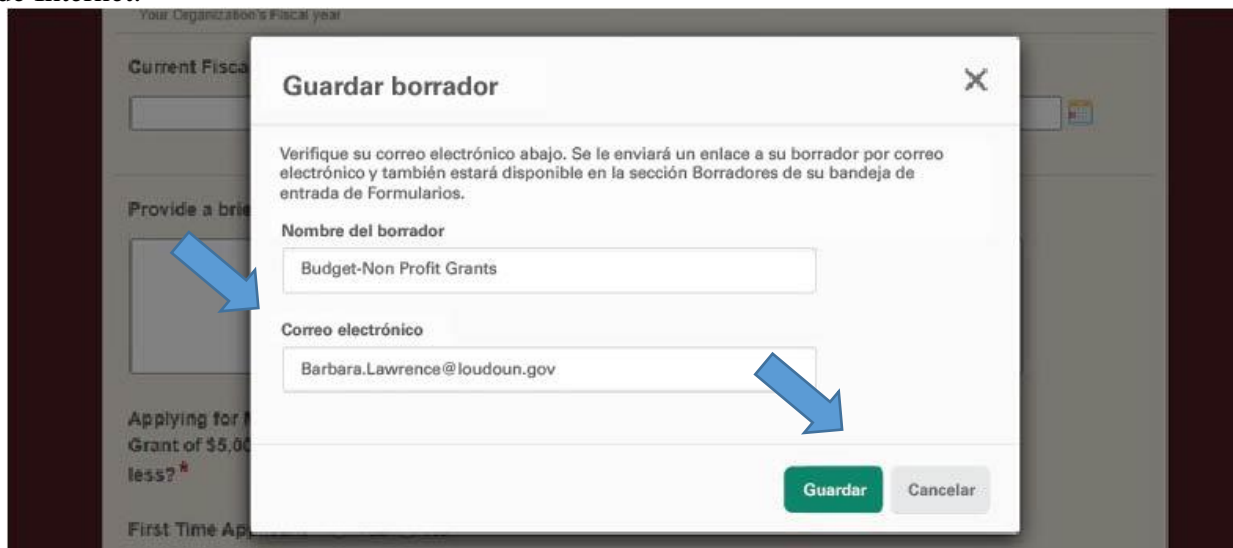 Your Organization's Fiscal year
Current Fisca
Guardar borrador
Verifique su correo electrónico abajo. Se le enviará un enlace a su borrador por correo
electrónico y también estará disponible en la sección Borradores de su bandeja de
entrada de Formularios.
Provide a brie
Nombre del borrador
Budget-Non Profit Grants
Correo electrónico
Barbara.Lawrence@loudoun.gov
Applying for
Grant of $5,00
less? *
Guardar Cancelar
First Time